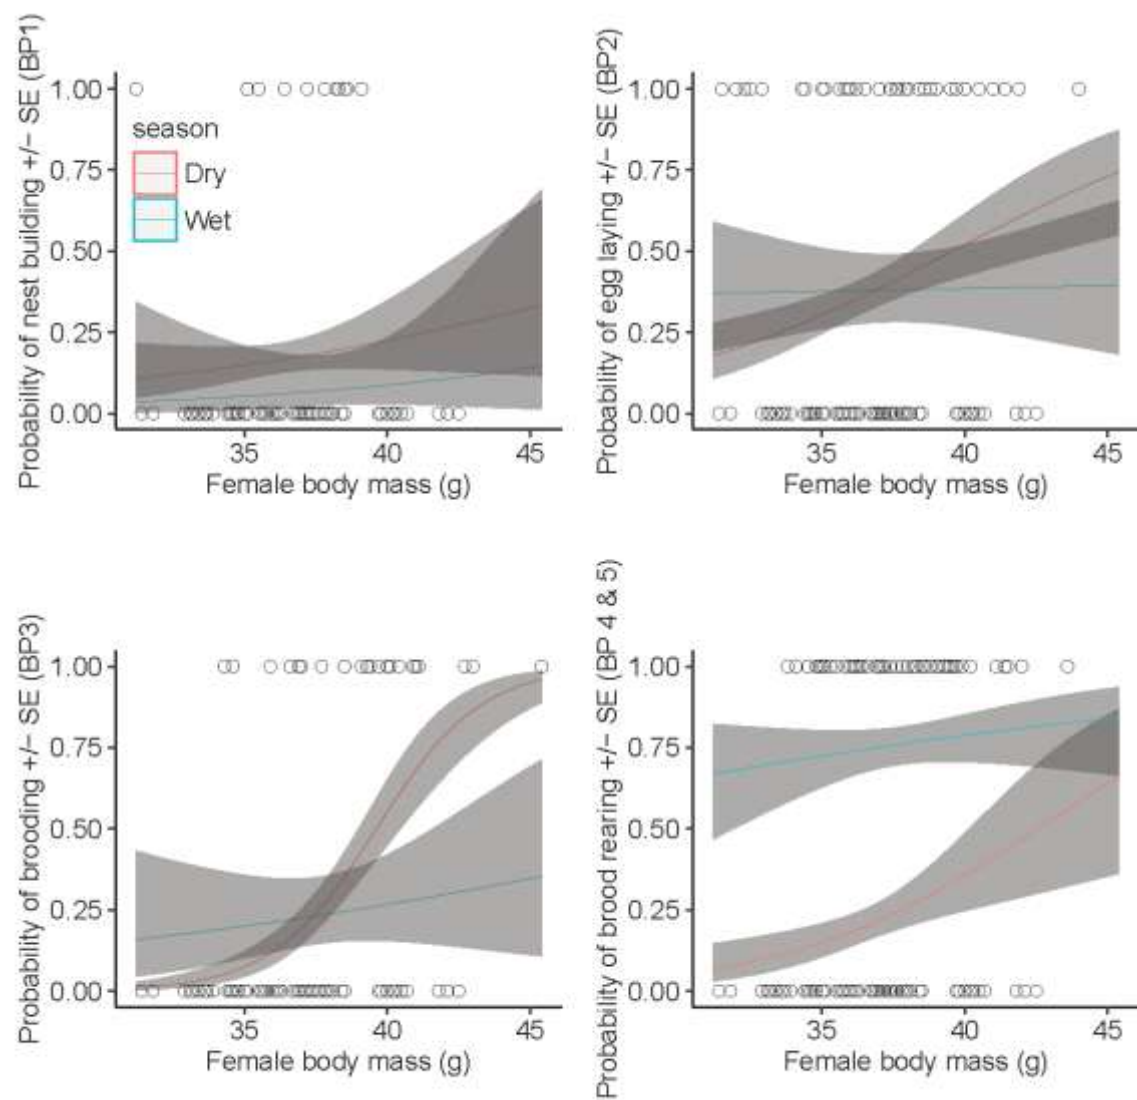 Probability of nest building +/− SE (BP1)
1.00
0.75
0.50
0.25
0.00
season
Dry
Wet
35
40
45
Female body mass (g)
Probability of egg laying +/− SE (BP2)
1.00
0.75
0.50
0.25
0.00
35
40
45
Female body mass (g)
Probability of brooding +/− SE (BP3)
1.00
0.75
0.50
0.25
0.00
35
40
45
Female body mass (g)
Probability of brood rearing +/− SE (BP 4 & 5)
1.00
0.75
0.50
0.25
0.00
35
40
45
Female body mass (g)